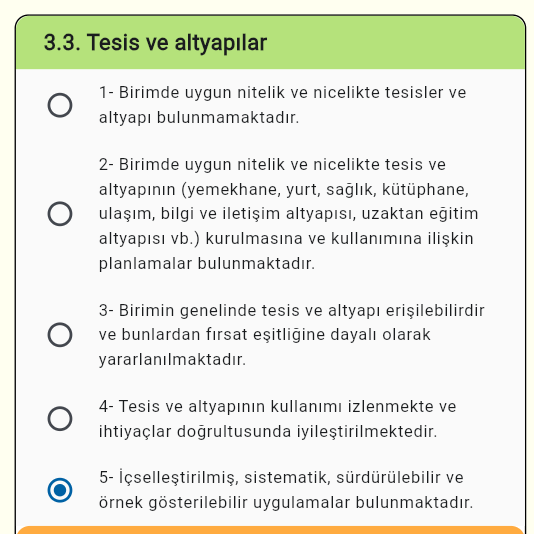 3.3. Tesis ve altyapılar
1- Birimde uygun nitelik ve nicelikte tesisler ve
altyapı bulunmamaktadır.
2- Birimde uygun nitelik ve nicelikte tesis ve
altyapının (yemekhane, yurt, sağlık, kütüphane,
ulaşım, bilgi ve iletişim altyapısı, uzaktan eğitim
altyapısı vb.) kurulmasına ve kullanımına ilişkin
planlamalar bulunmaktadır.
3- Birimin genelinde tesis ve altyapı erişilebilirdir
ve bunlardan fırsat eşitliğine dayalı olarak
yararlanılmaktadır.
4- Tesis ve altyapının kullanımı izlenmekte ve
ihtiyaçlar doğrultusunda iyileştirilmektedir.
5- İçselleştirilmiş, sistematik, sürdürülebilir ve
örnek gösterilebilir uygulamalar bulunmaktadır.